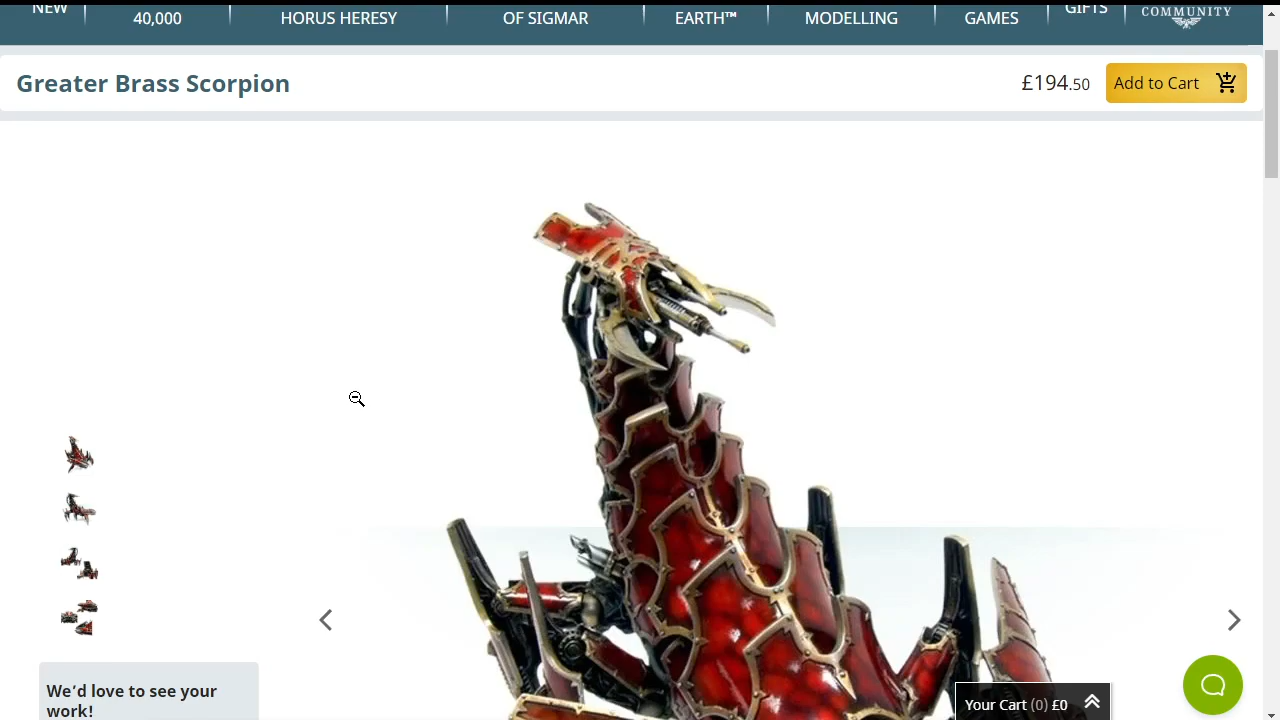 NEW
40,000
HORUS HERESY
OF SIGMAR
EARTH™
MODELLING
GAMES
GIFTS
COMMUNITY
Greater Brass Scorpion
£194.50
Add to Cart
We'd love to see your
work!
Your Cart (0) £0